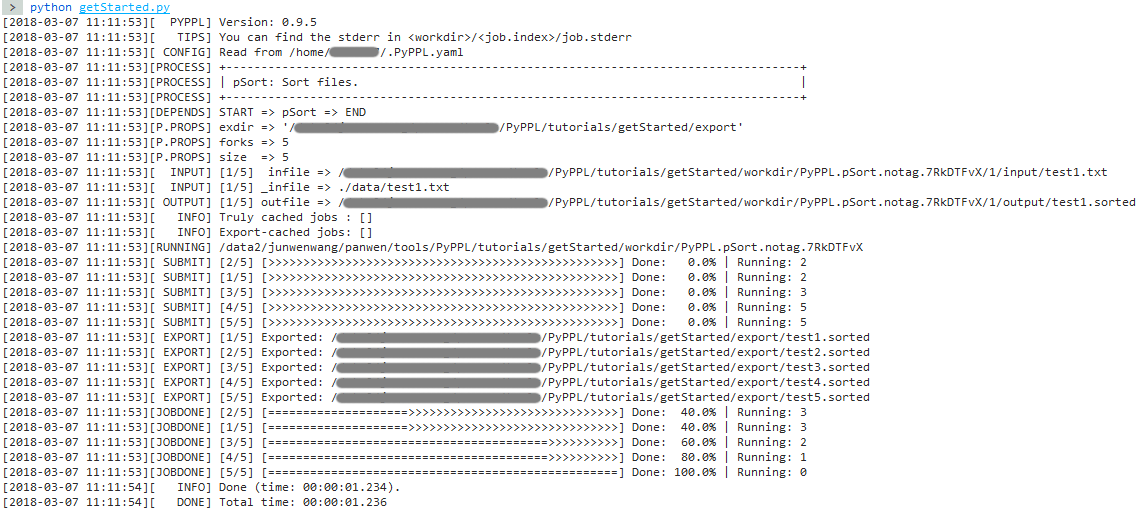 > python getStarted.py
[2018-03-07 11:11:53][  PYPPL] Version: 0.9.5
[2018-03-07 11:11:53][   TIPS] You can find the stderr in <workdir>/<job.index>/job.stderr
[2018-03-07 11:11:53][ CONFIG] Read from /home/ /.PyPPL.yaml
[2018-03-07 11:11:53][PROCESS] +-----------------------------------------------------------------------------------+
[2018-03-07 11:11:53][PROCESS] | pSort: Sort files. |
[2018-03-07 11:11:53][PROCESS] +-----------------------------------------------------------------------------------+
[2018-03-07 11:11:53][DEPENDS] START => pSort => END
[2018-03-07 11:11:53][P.PROPS] exdir => '/ /PyPPL/tutorials/getStarted/export'
[2018-03-07 11:11:53][P.PROPS] forks => 5
[2018-03-07 11:11:53][P.PROPS] size  => 5
[2018-03-07 11:11:53][  INPUT] [1/5]  infile => / /PyPPL/tutorials/getStarted/workdir/PyPPL.pSort.notag.7RkDTFvX/1/input/test1.txt
[2018-03-07 11:11:53][  INPUT] [1/5] _infile => ./data/test1.txt
[2018-03-07 11:11:53][ OUTPUT] [1/5] outfile => / /PyPPL/tutorials/getStarted/workdir/PyPPL.pSort.notag.7RkDTFvX/1/output/test1.sorted
[2018-03-07 11:11:53][   INFO] Truly cached jobs : []
[2018-03-07 11:11:53][   INFO] Export-cached jobs: []
[2018-03-07 11:11:53][RUNNING] /data2/junwenwang/panwen/tools/PyPPL/tutorials/getStarted/workdir/PyPPL.pSort.notag.7RkDTFvX
[2018-03-07 11:11:53][ SUBMIT] [2/5] [>>>>>>>>>>>>>>>>>>>>>>>>>>>>>>>>>>>>>>>>>>>>>>>>>>] Done:   0.0% | Running: 2
[2018-03-07 11:11:53][ SUBMIT] [1/5] [>>>>>>>>>>>>>>>>>>>>>>>>>>>>>>>>>>>>>>>>>>>>>>>>>>] Done:   0.0% | Running: 2
[2018-03-07 11:11:53][ SUBMIT] [3/5] [>>>>>>>>>>>>>>>>>>>>>>>>>>>>>>>>>>>>>>>>>>>>>>>>>>] Done:   0.0% | Running: 3
[2018-03-07 11:11:53][ SUBMIT] [4/5] [>>>>>>>>>>>>>>>>>>>>>>>>>>>>>>>>>>>>>>>>>>>>>>>>>>] Done:   0.0% | Running: 5
[2018-03-07 11:11:53][ SUBMIT] [5/5] [>>>>>>>>>>>>>>>>>>>>>>>>>>>>>>>>>>>>>>>>>>>>>>>>>>] Done:   0.0% | Running: 5
[2018-03-07 11:11:53][ EXPORT] [1/5] Exported: / /PyPPL/tutorials/getStarted/export/test1.sorted
[2018-03-07 11:11:53][ EXPORT] [2/5] Exported: / /PyPPL/tutorials/getStarted/export/test2.sorted
[2018-03-07 11:11:53][ EXPORT] [3/5] Exported: / /PyPPL/tutorials/getStarted/export/test3.sorted
[2018-03-07 11:11:53][ EXPORT] [4/5] Exported: / /PyPPL/tutorials/getStarted/export/test4.sorted
[2018-03-07 11:11:53][ EXPORT] [5/5] Exported: / /PyPPL/tutorials/getStarted/export/test5.sorted
[2018-03-07 11:11:53][JOBDONE] [2/5] [====================>>>>>>>>>>>>>>>>>>>>>>>>>>>>>>] Done:  40.0% | Running: 3
[2018-03-07 11:11:53][JOBDONE] [1/5] [====================>>>>>>>>>>>>>>>>>>>>>>>>>>>>>>] Done:  40.0% | Running: 3
[2018-03-07 11:11:53][JOBDONE] [3/5] [========================================>>>>>>>>>>] Done:  60.0% | Running: 2
[2018-03-07 11:11:53][JOBDONE] [4/5] [========================================>>>>>>>>>>] Done:  80.0% | Running: 1
[2018-03-07 11:11:53][JOBDONE] [5/5] [==================================================] Done: 100.0% | Running: 0
[2018-03-07 11:11:54][   INFO] Done (time: 00:00:01.234).
[2018-03-07 11:11:54][   DONE] Total time: 00:00:01.236